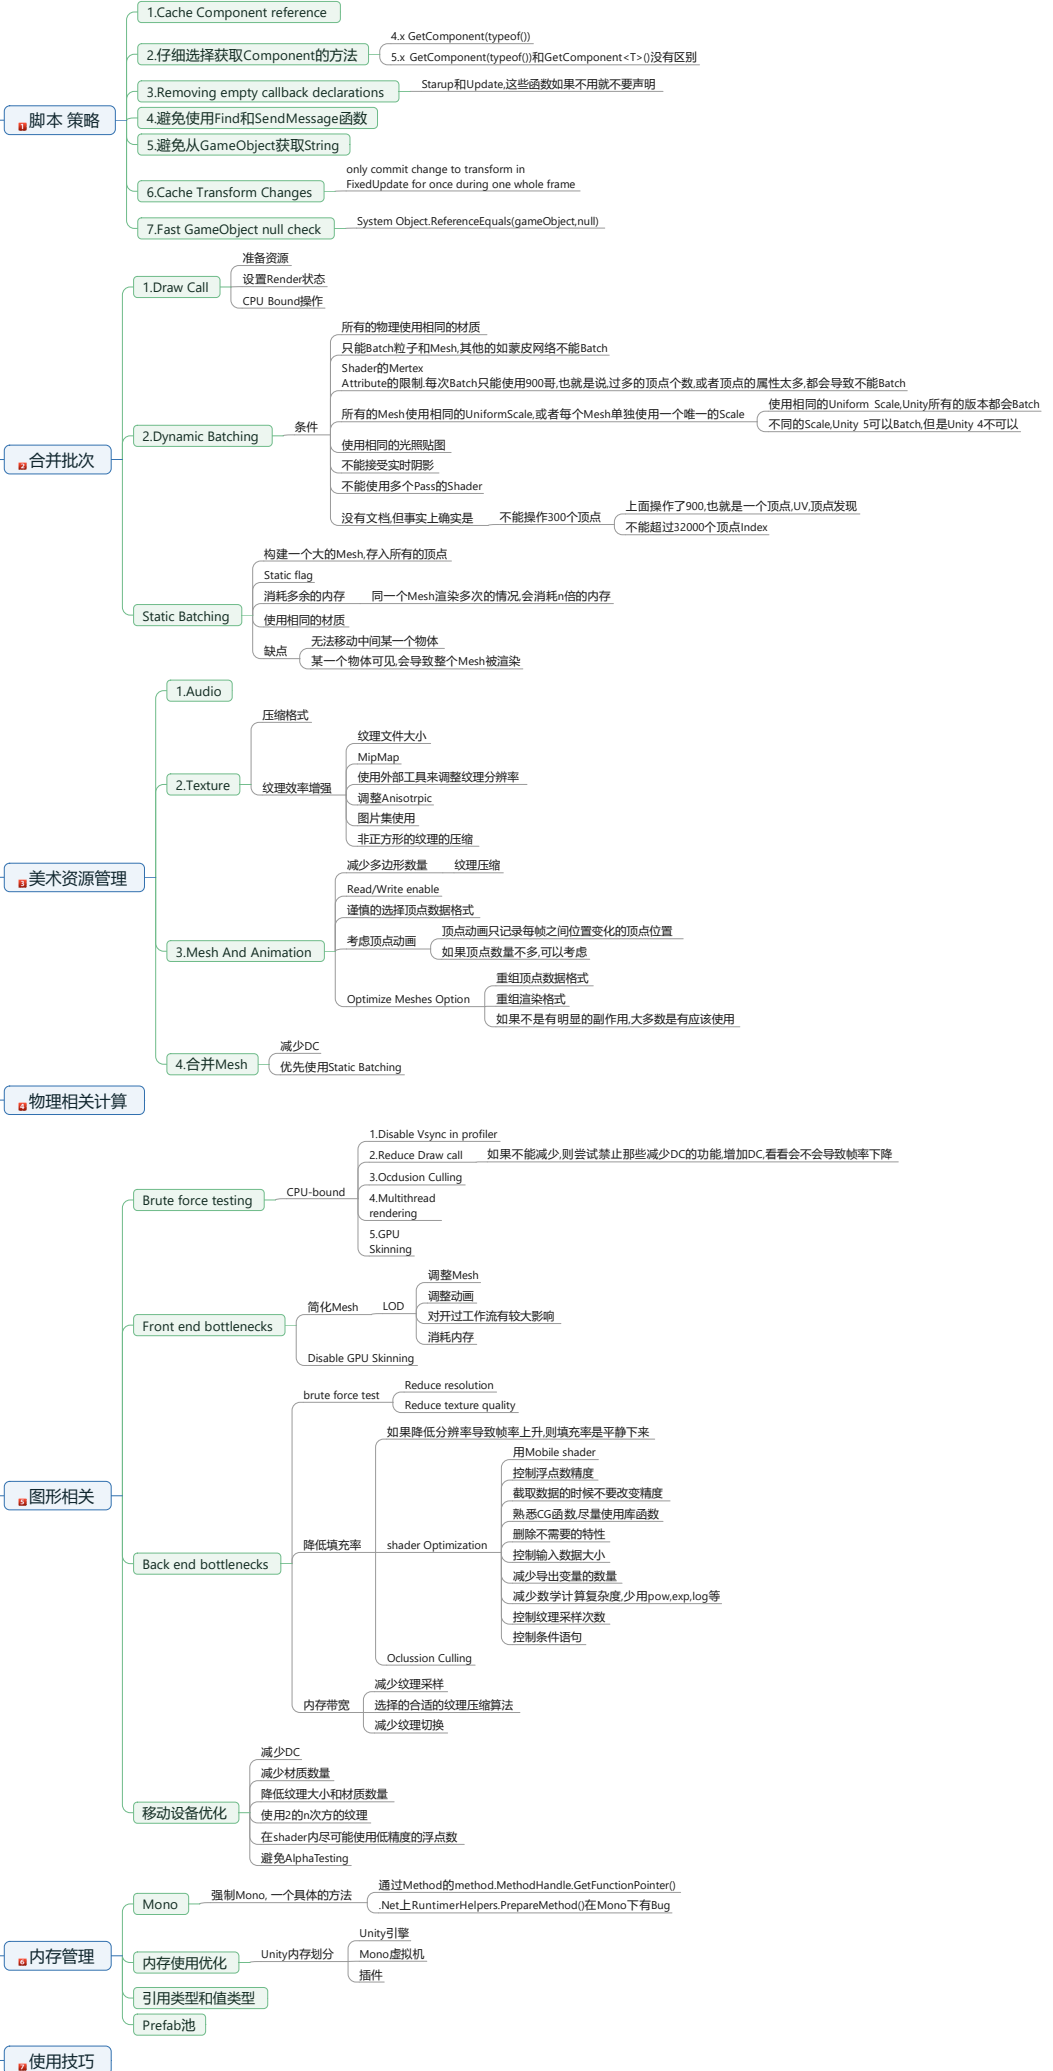 脚本 策略
1.Cache Component reference
2.仔细选择获取Component的方法
4.x GetComponent(typeof())
5.x GetComponent(typeof())和GetComponent<T>()没有区别
3.Removing empty callback declarations
Starup和Update,这些函数如果不用就不要声明
4.避免使用Find和SendMessage函数
5.避免从GameObject获取String
6.Cache Transform Changes
only commit change to transform in
FixedUpdate for once during one whole frame
7.Fast GameObject null check
System Object.ReferenceEquals(gameObject,null)
合并批次
1.Draw Call
准备资源
设置Render状态
CPU Bound操作
2.Dynamic Batching
条件
所有的物理使用相同的材质
只能Batch粒子和Mesh,其他的如蒙皮网络不能Batch
Shader的Mertex
Attribute的限制.每次Batch只能使用900哥,也就是说,过多的顶点个数,或者顶点的属性太多,都会导致不能Batch
所有的Mesh使用相同的UniformScale,或者每个Mesh单独使用一个唯一的Scale
使用相同的Uniform Scale,Unity所有的版本都会Batch
不同的Scale,Unity 5可以Batch,但是Unity 4不可以
使用相同的光照贴图
不能接受实时阴影
不能使用多个Pass的Shader
没有文档,但事实上确实是
不能操作300个顶点
上面操作了900,也就是一个顶点,UV,顶点发现
不能超过32000个顶点Index
Static Batching
构建一个大的Mesh,存入所有的顶点
Static flag
消耗多余的内存
同一个Mesh渲染多次的情况,会消耗n倍的内存
使用相同的材质
缺点
无法移动中间某一个物体
某一个物体可见,会导致整个Mesh被渲染
美术资源管理
1.Audio
2.Texture
压缩格式
纹理效率增强
纹理文件大小
MipMap
使用外部工具来调整纹理分辨率
调整Anisotrpic
图片集使用
非正方形的纹理的压缩
3.Mesh And Animation
减少多边形数量
纹理压缩
Read/Write enable
谨慎的选择顶点数据格式
考虑顶点动画
顶点动画只记录每帧之间位置变化的顶点位置
如果顶点数量不多,可以考虑
Optimize Meshes Option
重组顶点数据格式
重组渲染格式
如果不是有明显的副作用,大多数是有应该使用
4.合并Mesh
减少DC
优先使用Static Batching
物理相关计算
图形相关
Brute force testing
CPU-bound
1.Disable Vsync in profiler
2.Reduce Draw call
如果不能减少,则尝试禁止那些减少DC的功能,增加DC,看看会不会导致帧率下降
3.Ocdusion Culling
4.Multithread
rendering
5.GPU
Skinning
Front end bottlenecks
简化Mesh
LOD
调整Mesh
调整动画
对开过工作流有较大影响
消耗内存
Disable GPU Skinning
Back end bottlenecks
brute force test
Reduce resolution
Reduce texture quality
降低填充率
如果降低分辨率导致帧率上升,则填充率是平静下来
shader Optimization
用Mobile shader
控制浮点数精度
截取数据的时候不要改变精度
熟悉CG函数,尽量使用库函数
删除不需要的特性
控制输入数据大小
减少导出变量的数量
减少数学计算复杂度,少用pow,exp,log等
控制纹理采样次数
控制条件语句
Oclussion Culling
内存带宽
减少纹理采样
选择的合适的纹理压缩算法
减少纹理切换
移动设备优化
减少DC
减少材质数量
降低纹理大小和材质数量
使用2的n次方的纹理
在shader内尽可能使用低精度的浮点数
避免AlphaTesting
内存管理
Mono
强制Mono, 一个具体的方法
通过Method的method.MethodHandle.GetFunctionPointer()
.Net上RuntimerHelpers.PrepareMethod()在Mono下有Bug
内存使用优化
Unity内存划分
Unity引擎
Mono虚拟机
插件
引用类型和值类型
Prefab池
使用技巧